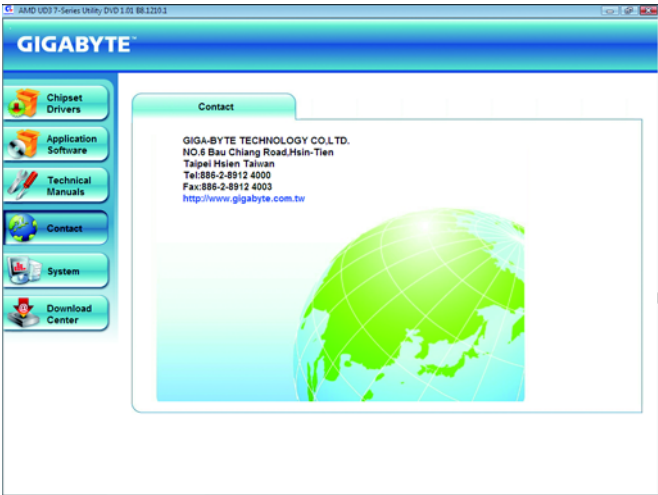 AMD UD3 7-Series Utility DVD 1.01 B8.1210.1
GIGABYTE™
Chipset
Drivers
Application
Software
Technical
Manuals
Contact
System
Download
Center
Contact
GIGA-BYTE TECHNOLOGY CO,LTD.
NO.6 Bau Chiang Road,Hsin-Tien
Taipei Hsien Taiwan
Tel:886-2-8912 4000
Fax:886-2-8912 4003
http://www.gigabyte.com.tw